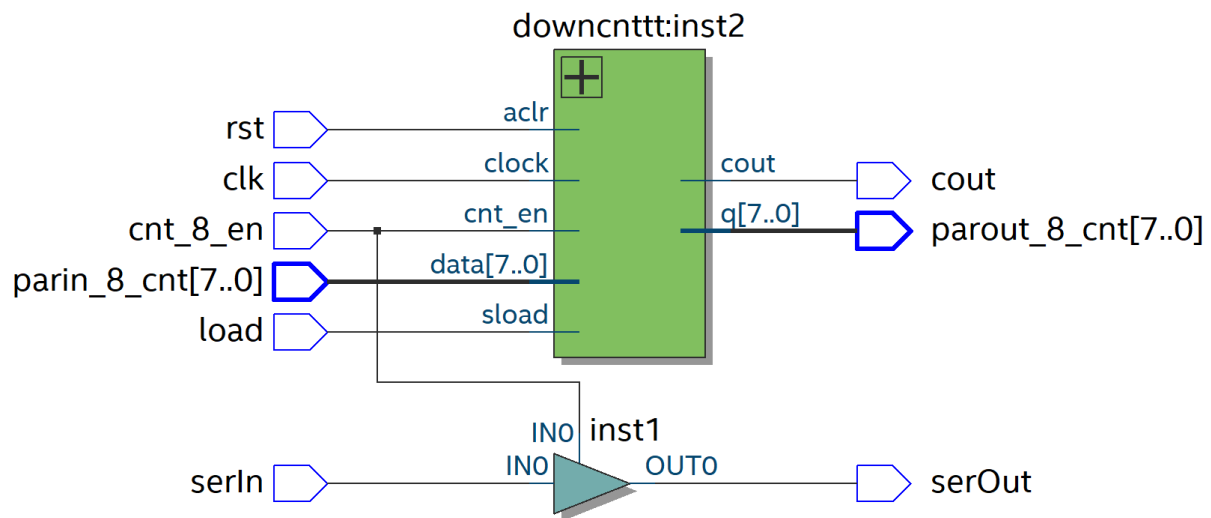 downcnttt:inst2
rst
aclr
clk
clock
cout
cout
cnt_8_en
cnt_en
q[7..0]
parout_8_cnt[7..0]
parin_8_cnt[7..0]
data[7..0]
load
sload
IN0
inst1
serIn
IN0
OUT0
serOut